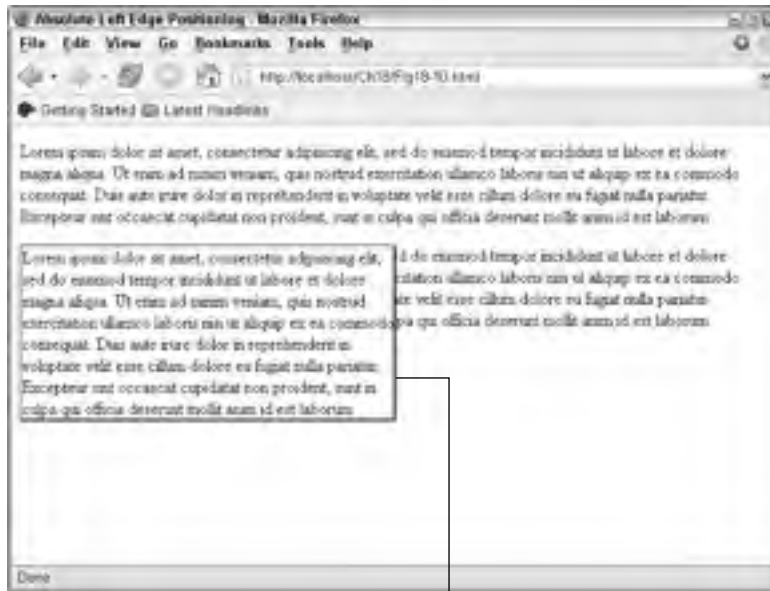 Absolute Left Edge Positioning - Mozilla Firefox
File Edit View Go Bookmarks Tools Help
http://localhost/Ch18/Fig18-10.html
Getting Started Latest Headlines
Lorem ipsum dolor sit amet, consectetur adipisicing elit, sed do eiusmod tempor incididunt ut labore et dolore
magna aliqua. Ut enim ad minim veniam, quis nostrud exercitation ullamco laboris nisi ut aliquip ex ea commodo
consequat. Duis aute irure dolor in reprehenderit in voluptate velit esse cillum dolore eu fugiat nulla pariatur.
Excepteur sint occaecat cupidatat non proident, sunt in culpa qui officia deserunt mollit anim id est laborum.
Lorem ipsum dolor sit amet, consectetur adipisicing elit,
sed do eiusmod tempor incididunt ut labore et dolore
magna aliqua. Ut enim ad minim veniam, quis nostrud
exercitation ullamco laboris nisi ut aliquip ex ea commodo
consequat. Duis aute irure dolor in reprehenderit in
voluptate velit esse cillum dolore eu fugiat nulla pariatur.
Excepteur sint occaecat cupidatat non proident, sunt in
culpa qui officia deserunt mollit anim id est laborum.
d do eiusmod tempor incididunt ut labore et dolore
ullamco laboris nisi ut aliquip ex ea commodo
velit esse cillum dolore eu fugiat nulla pariatur.
qui officia deserunt mollit anim id est laborum.
Done